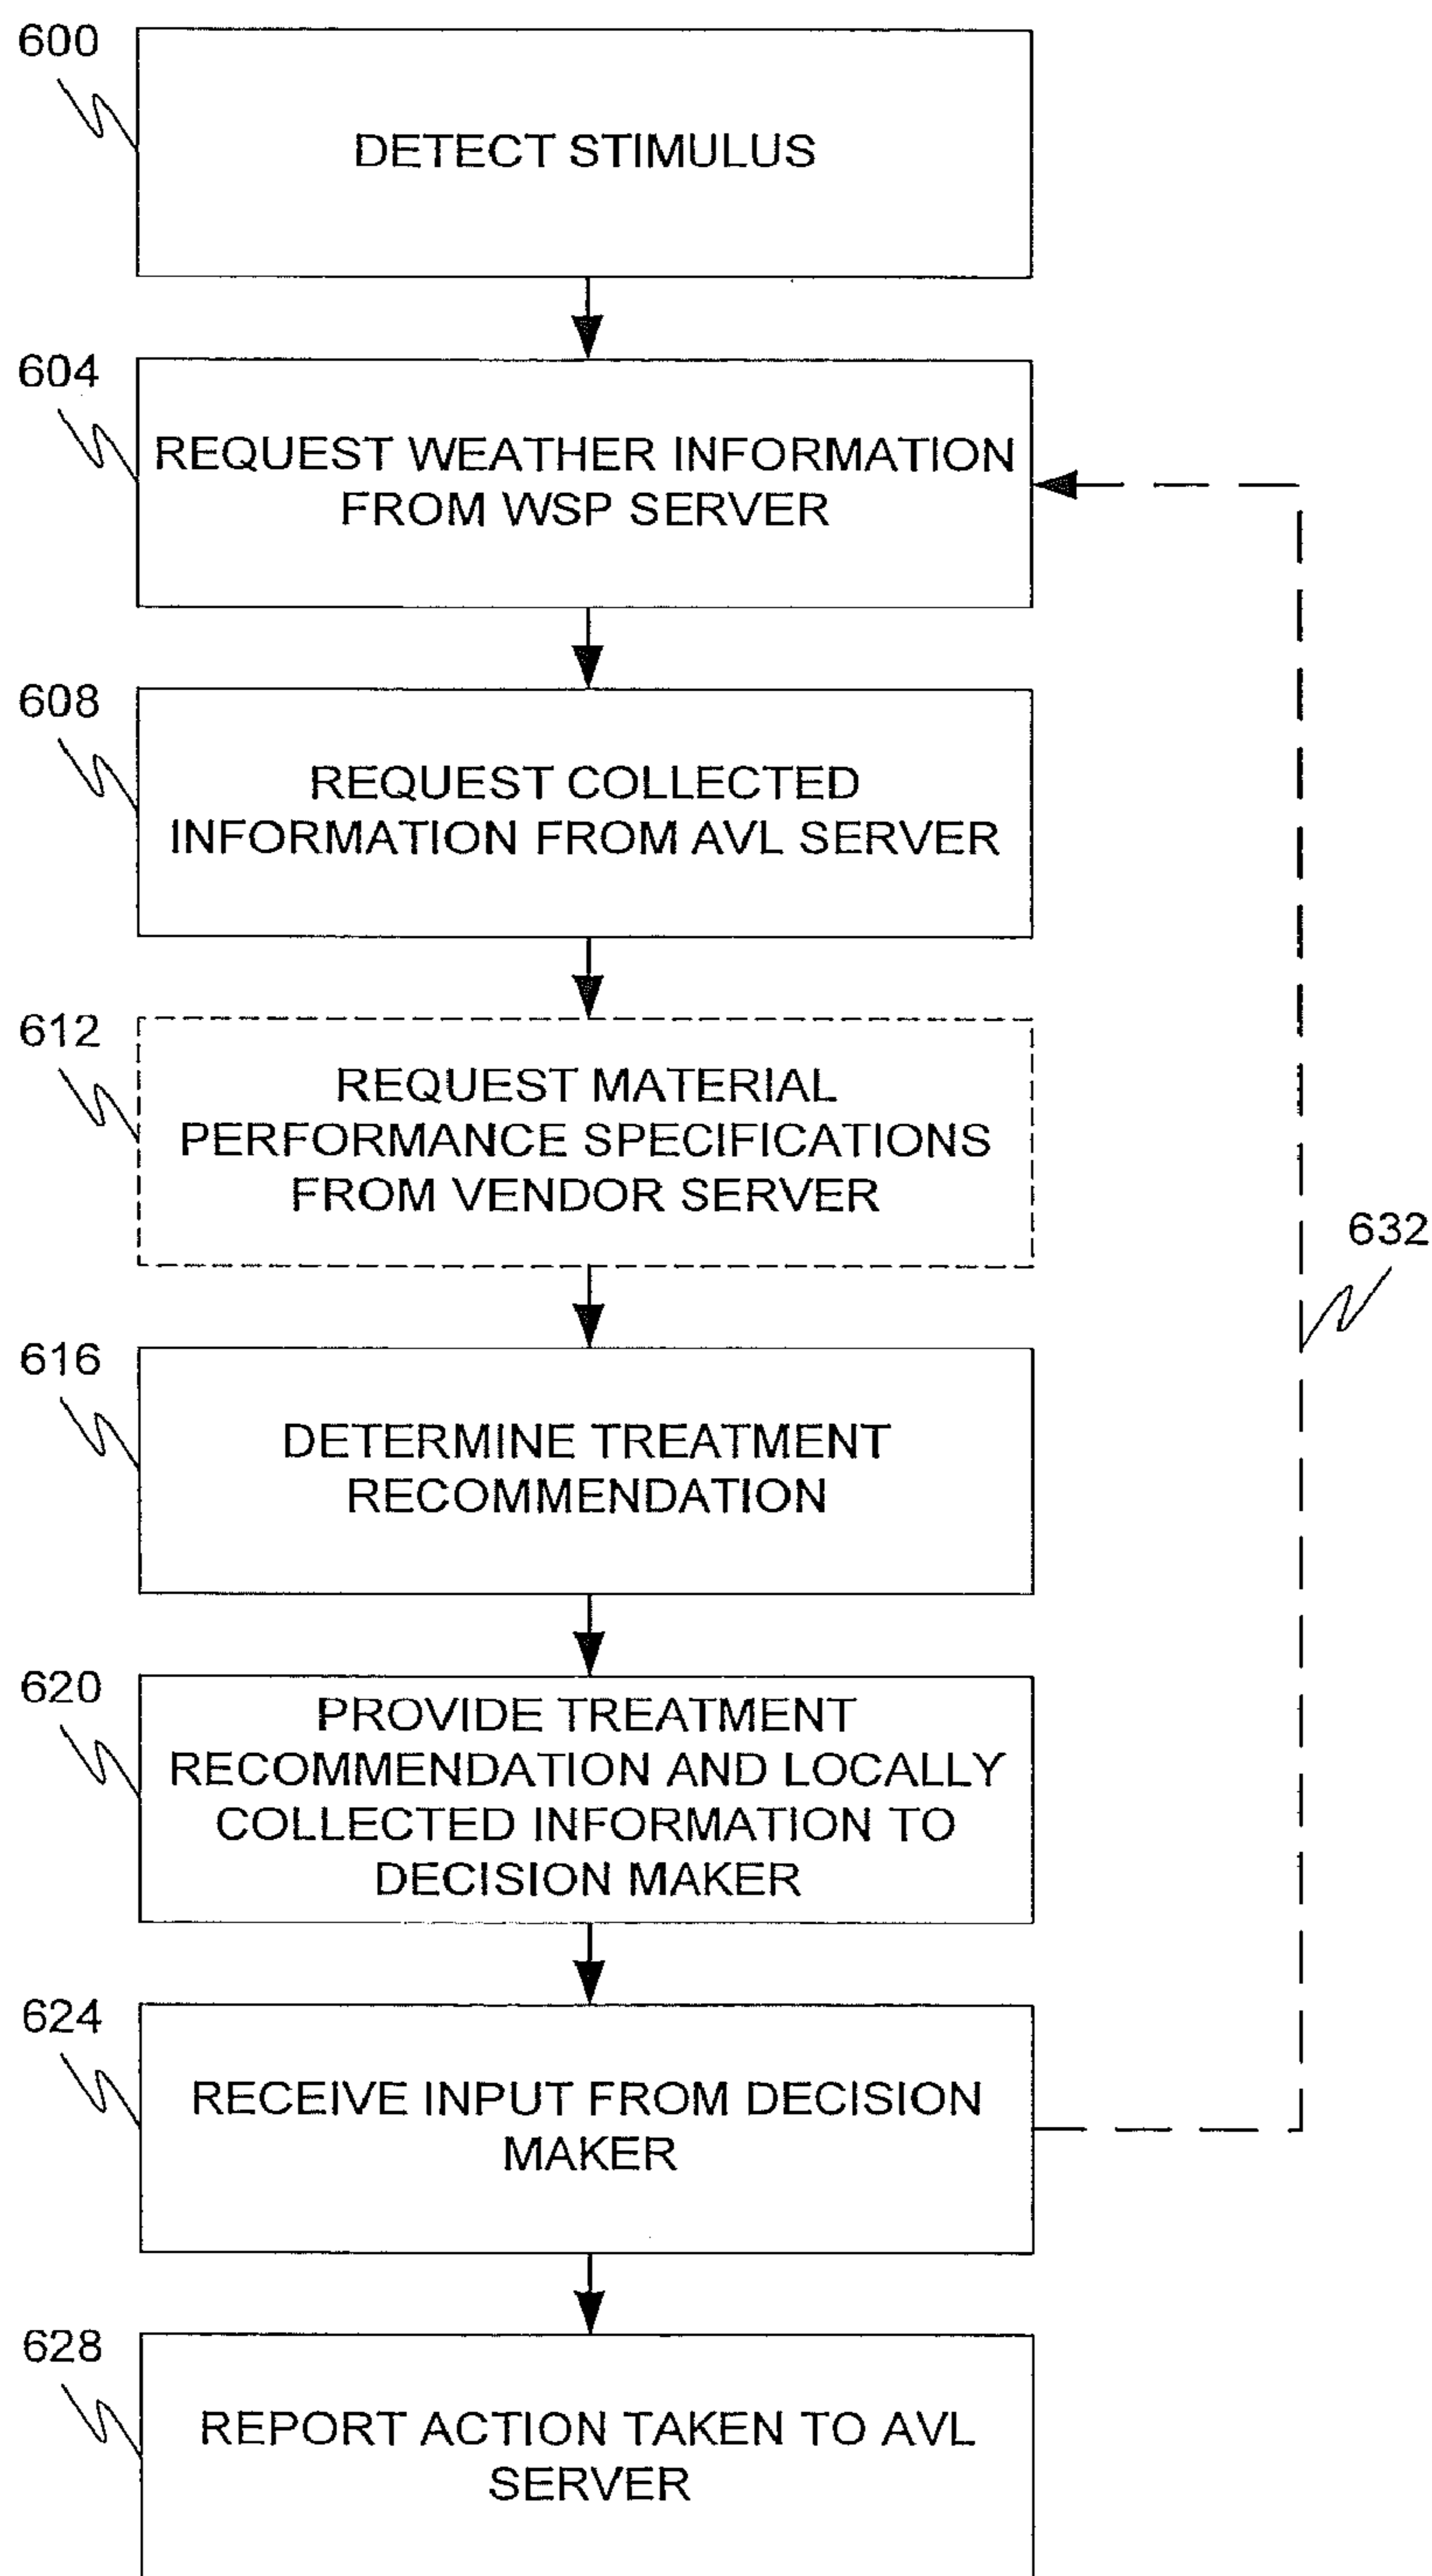 600
DETECT STIMULUS
604
REQUEST WEATHER INFORMATION
FROM WSP SERVER
608
REQUEST COLLECTED
INFORMATION FROM AVL SERVER
612
REQUEST MATERIAL
PERFORMANCE SPECIFICATIONS
FROM VENDOR SERVER
632
616
DETERMINE TREATMENT
RECOMMENDATION
620
PROVIDE TREATMENT
RECOMMENDATION AND LOCALLY
COLLECTED INFORMATION TO
DECISION MAKER
624
RECEIVE INPUT FROM DECISION
MAKER
628
REPORT ACTION TAKEN TO AVL
SERVER